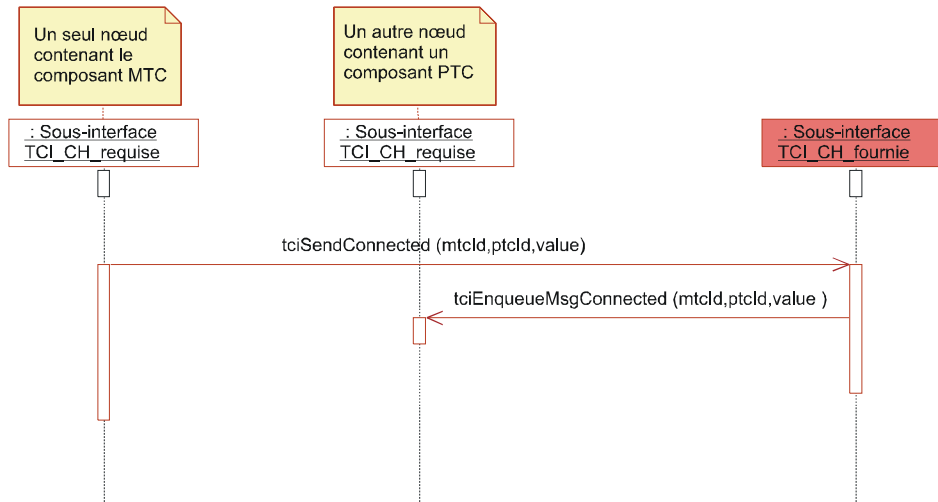 Un seul nœud
contenant le
composant MTC
Un autre nœud
contenant un
composant PTC
: Sous-interface
TCI_CH_requise
: Sous-interface
TCI_CH_requise
: Sous-interface
TCI_CH_fournie
tciSendConnected (mtcId,ptcId,value)
tciEnqueueMsgConnected (mtcId,ptcId,value )